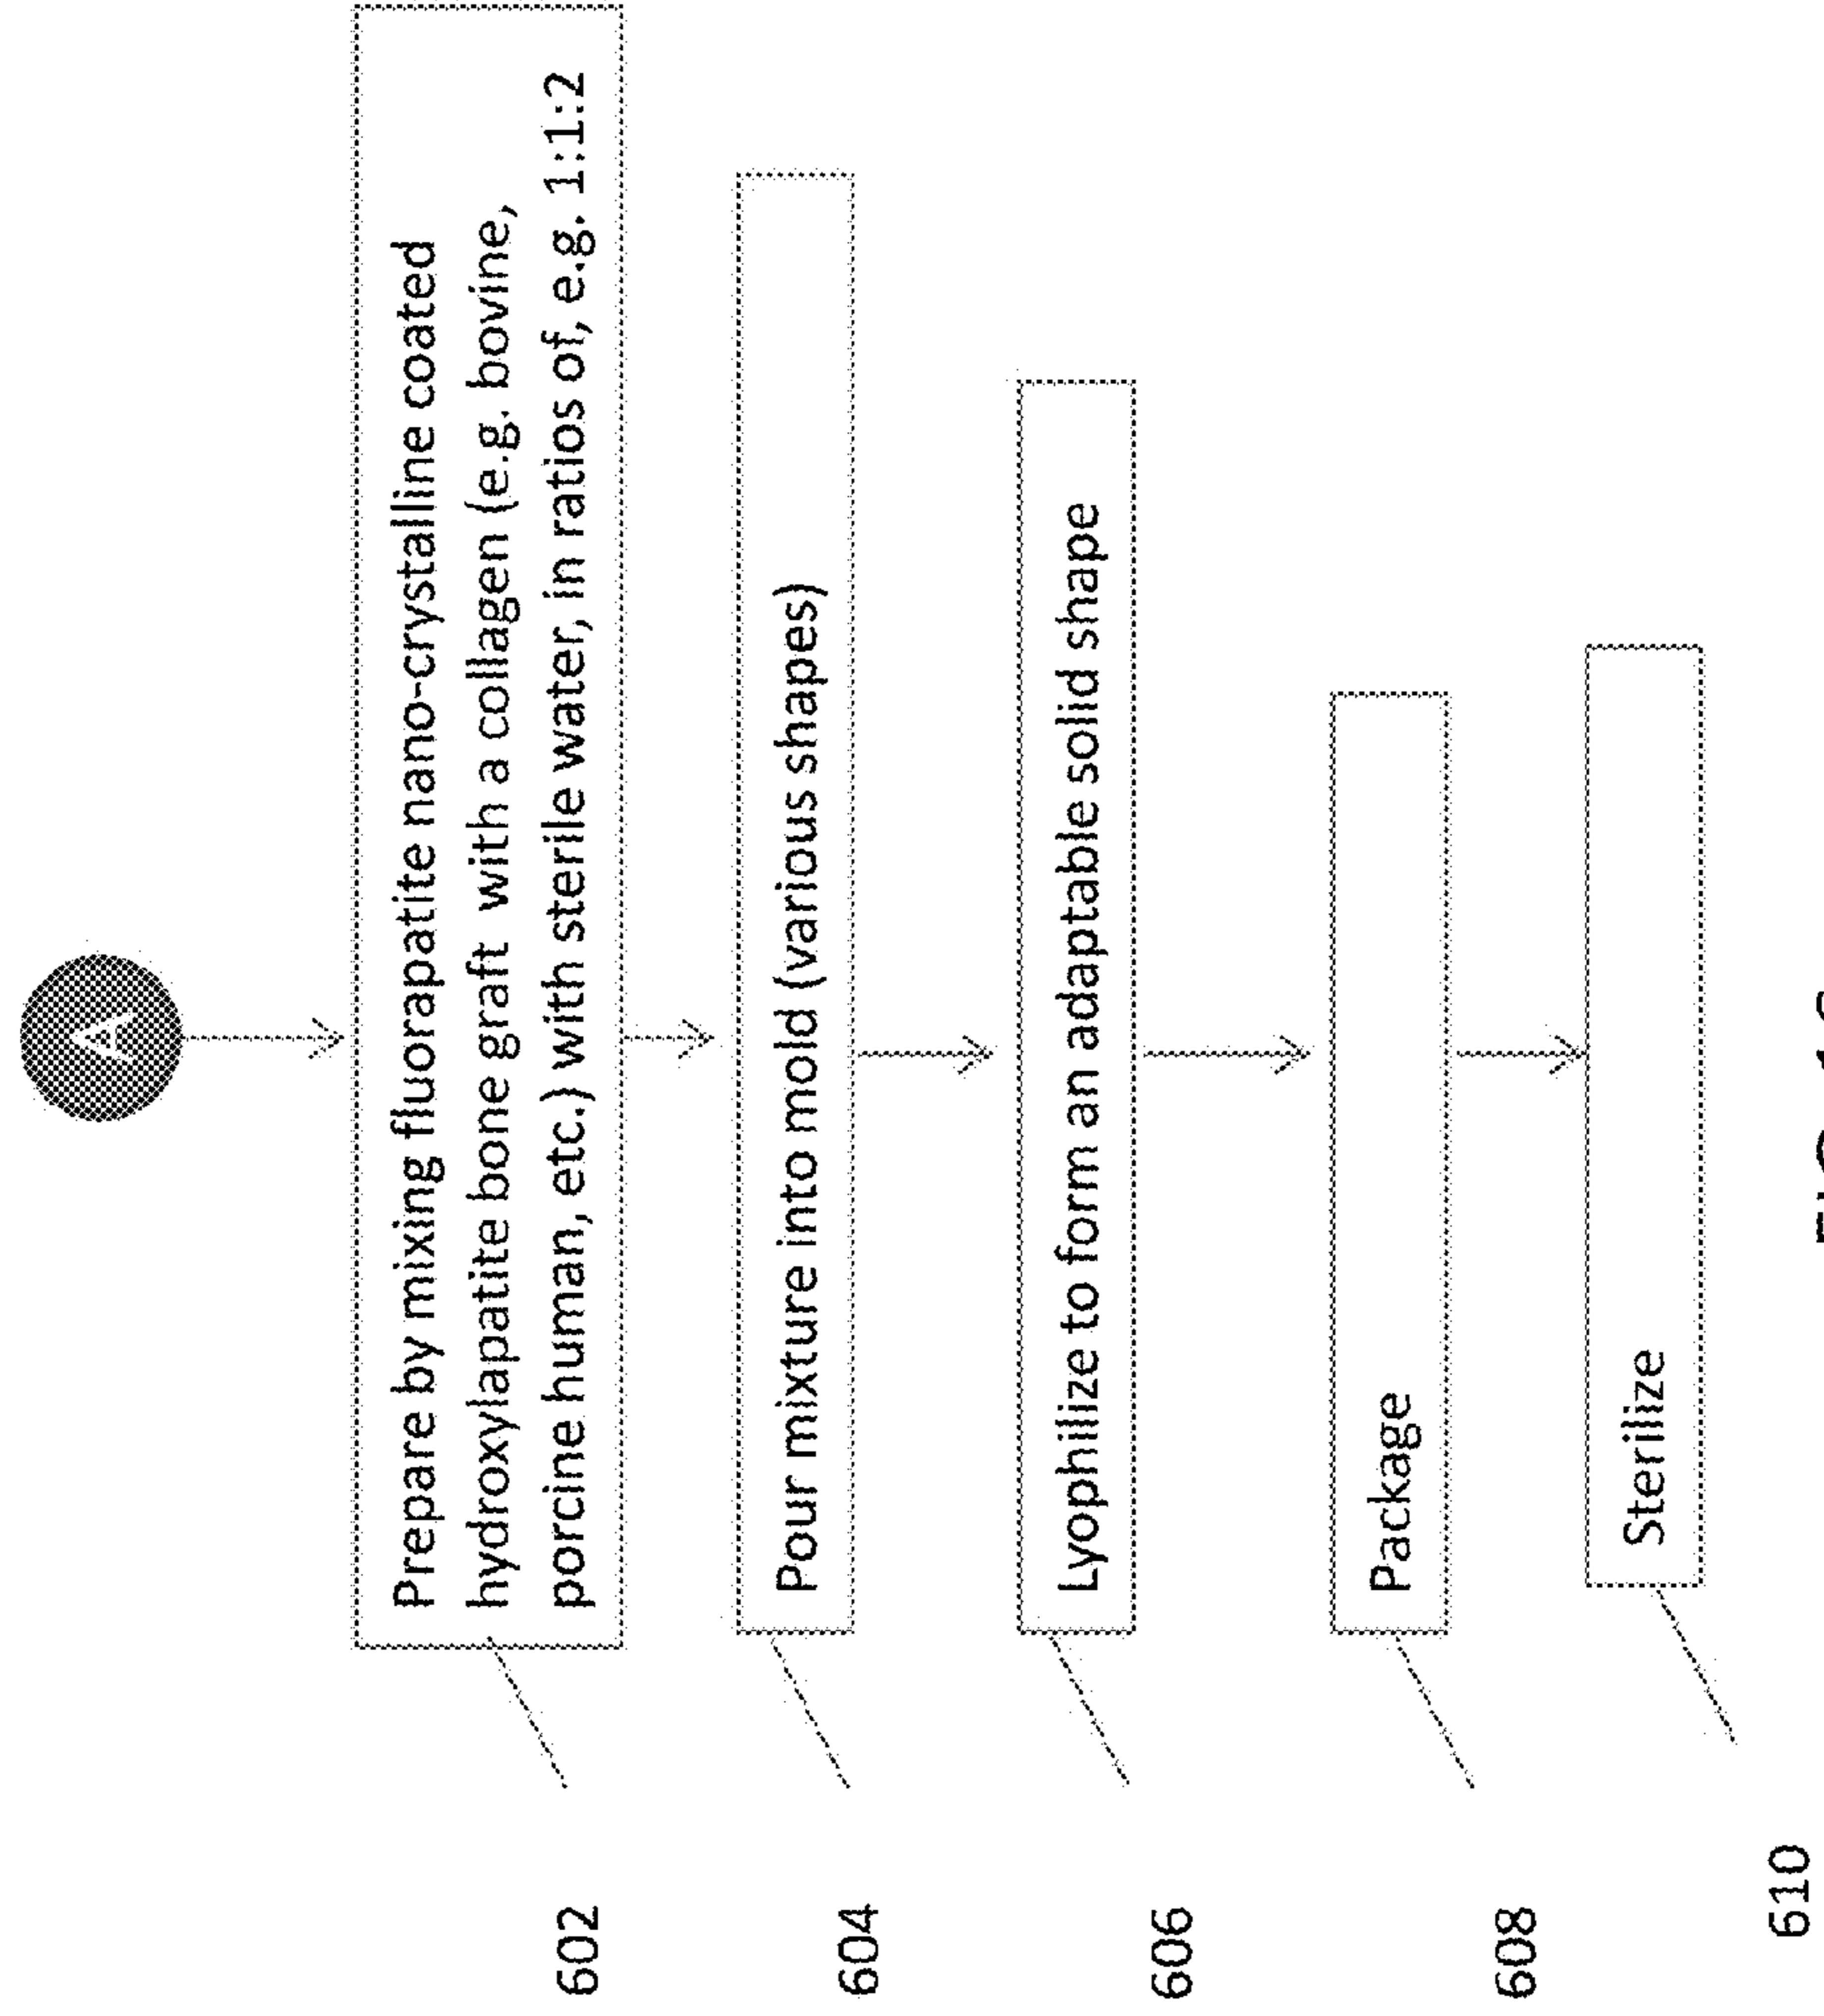 A
Prepare by mixing fluorapatite nano-crystalline coated
hydroxylapatite bone graft with a collagen (e.g. bovine,
porcine human, etc.) with sterile water, in ratios of, e.g. 1:1:2
602
Pour mixture into mold (various shapes)
604
Lyophilize to form an adaptable solid shape
606
Package
608
Sterilize
610